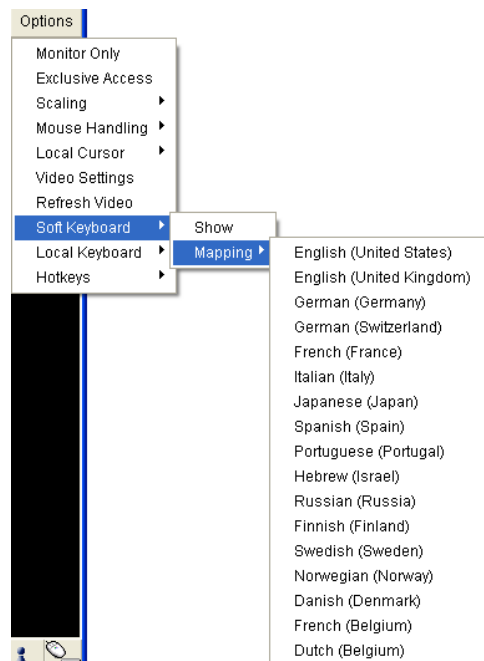 Options
Monitor Only
Exclusive Access
Scaling
Mouse Handling
Local Cursor
Video Settings
Refresh Video
Soft Keyboard
Local Keyboard
Hotkeys
Show
Mapping
English (United States)
English (United Kingdom)
German (Germany)
German (Switzerland)
French (France)
Italian (Italy)
Japanese (Japan)
Spanish (Spain)
Portuguese (Portugal)
Hebrew (Israel)
Russian (Russia)
Finnish (Finland)
Swedish (Sweden)
Norwegian (Norway)
Danish (Denmark)
French (Belgium)
Dutch (Belgium)